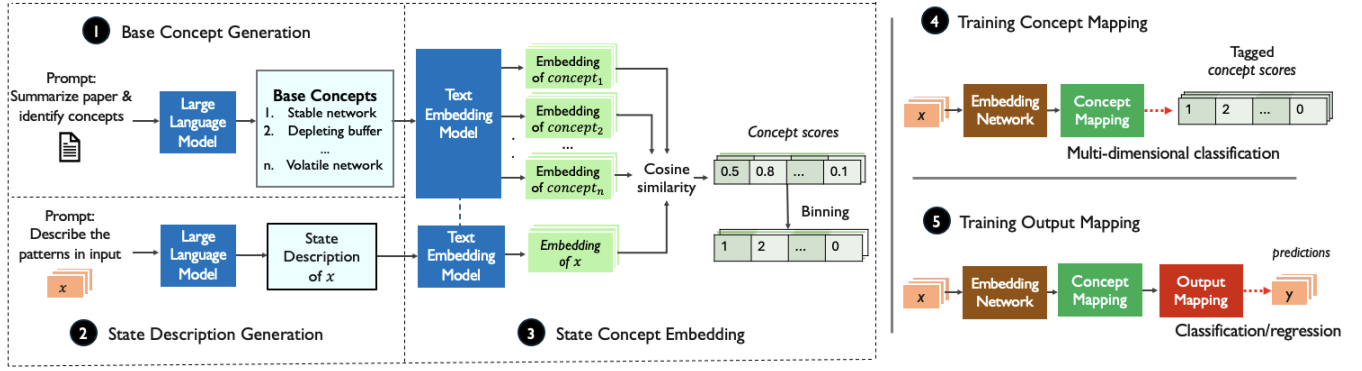 1 Base Concept Generation
Prompt:
Summarize paper &
identify concepts
Large
Language
Model
Base Concepts
1. Stable network
2. Depleting buffer
...
n. Volatile network
Prompt:
Describe the
patterns in input
x
Large
Language
Model
State
Description
of x
2 State Description Generation
Text
Embedding
Model
Embedding
of concept₁
Embedding
of concept₂
...
Embedding
of conceptₙ
Text
Embedding
Model
Embedding
of x
Cosine
similarity
Concept scores
0.5 0.8 ... 0.1
Binning
1 2 ... 0
3 State Concept Embedding
4 Training Concept Mapping
x
Embedding
Network
Concept
Mapping
Tagged
concept scores
1 2 ... 0
Multi-dimensional classification
5 Training Output Mapping
x
Embedding
Network
Concept
Mapping
Output
Mapping
predictions
y
Classification/regression